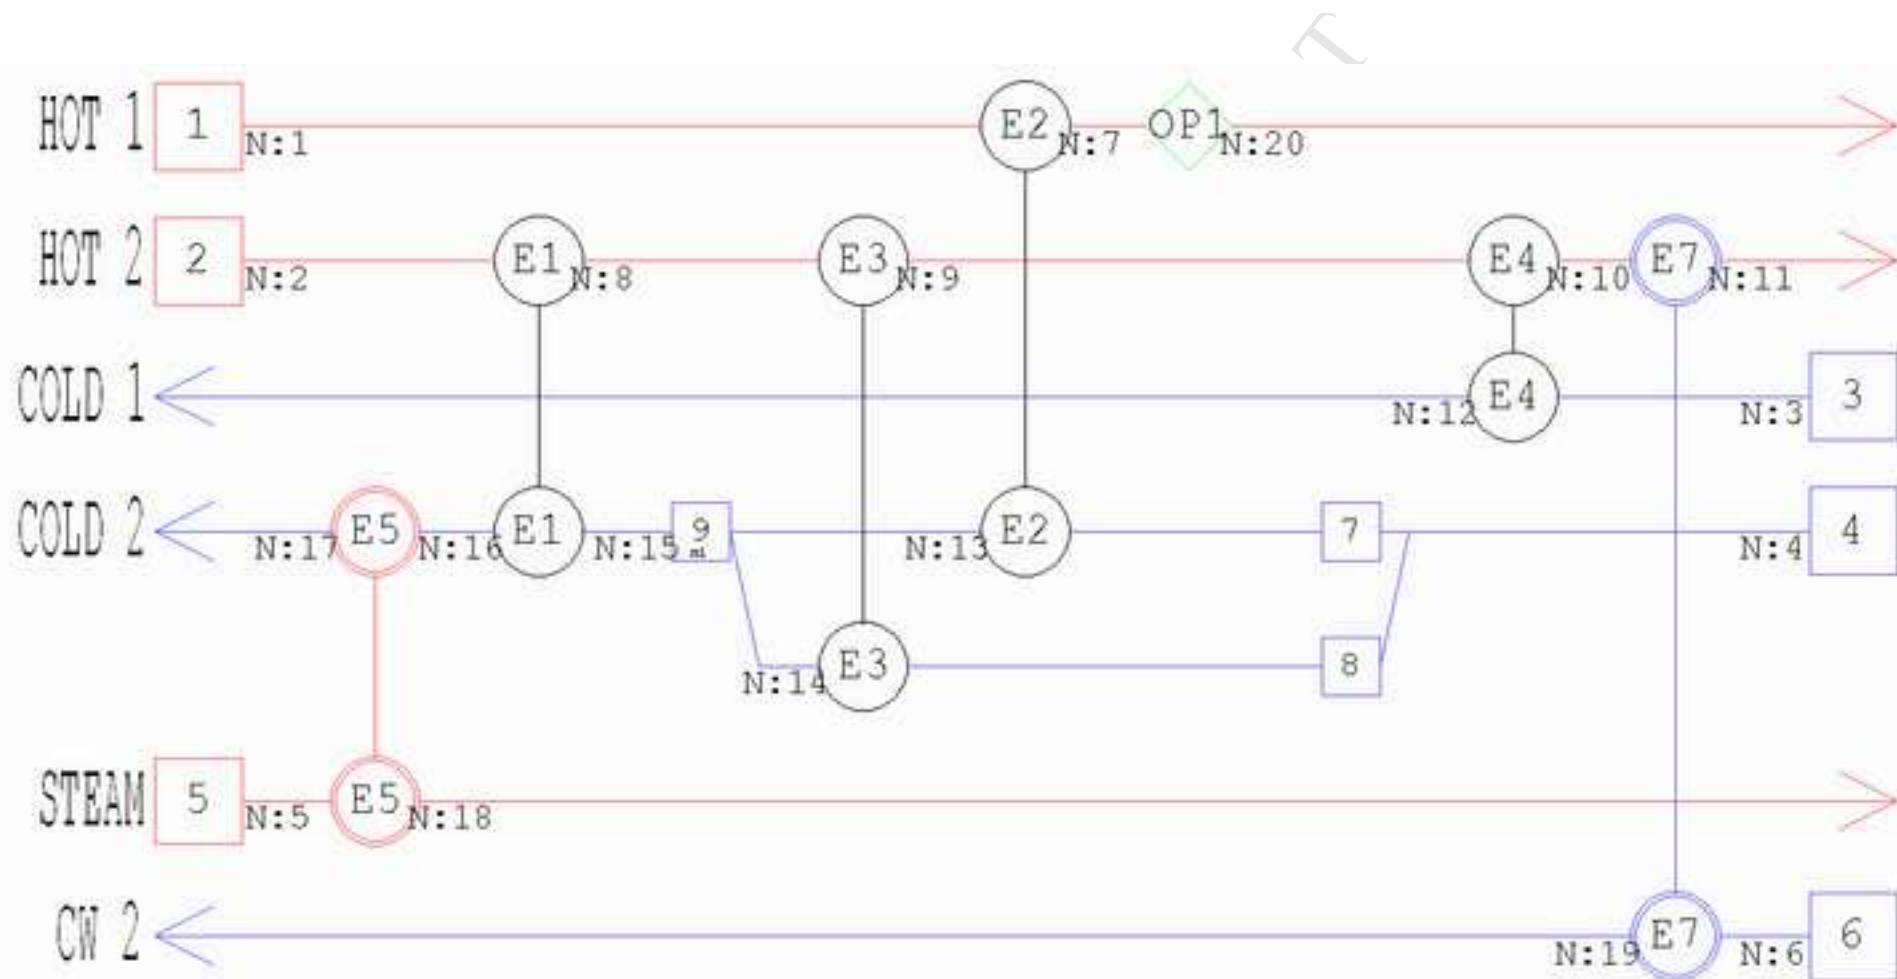 T
HOT 1 1 N:1 E2 N:7 OP1 N:20
HOT 2 2 N:2 E1 N:8 E3 N:9 E4 N:10 E7 N:11
COLD 1 N:12 E4 N:3 3
COLD 2 N:17 E5 N:16 E1 N:15 9 N:13 E2 7 N:4 4
N:14 E3 8
STEAM 5 N:5 E5 N:18
CW 2 N:19 E7 N:6 6